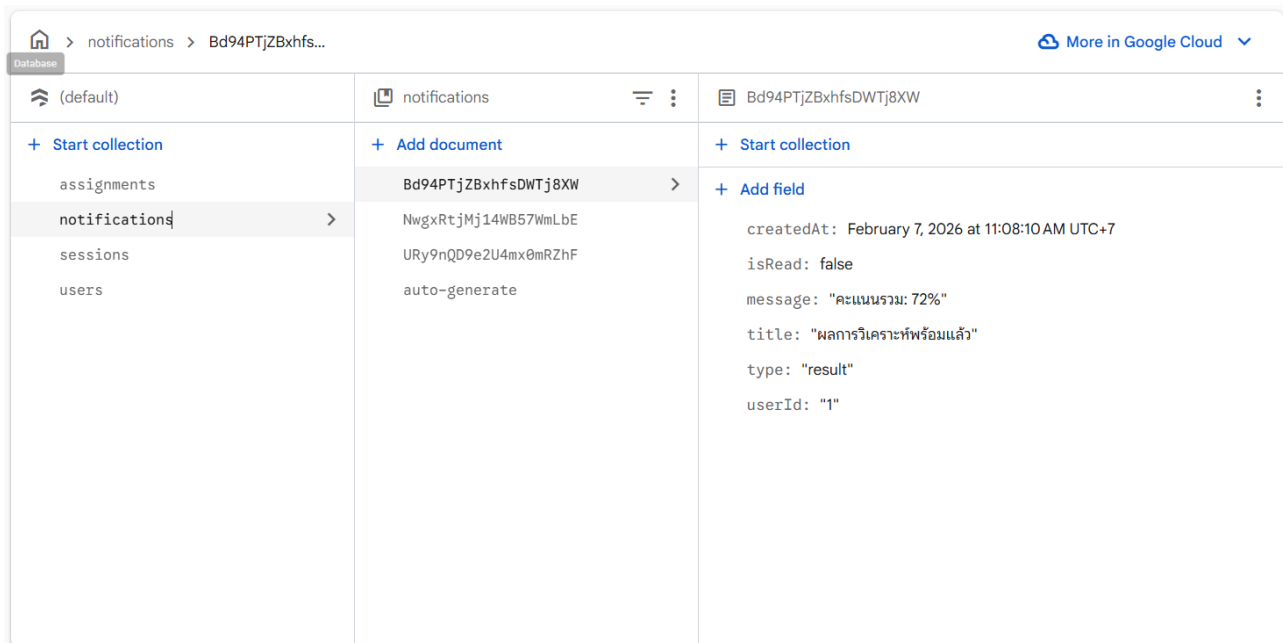 notifications > Bd94PTjZBxhfs...
More in Google Cloud
Database
(default)
notifications
Bd94PTjZBxhfsDWTj8XW
+ Start collection
+ Add document
+ Start collection
assignments
notifications
sessions
users
Bd94PTjZBxhfsDWTj8XW
NwgxRtjMj14WB57WmLbE
URy9nQD9e2U4mx0mRZhF
auto-generate
+ Add field
createdAt: February 7, 2026 at 11:08:10 AM UTC+7
isRead: false
message: "คะแนนรวม: 72%"
title: "ผลการวิเคราะห์พร้อมแล้ว"
type: "result"
userId: "1"